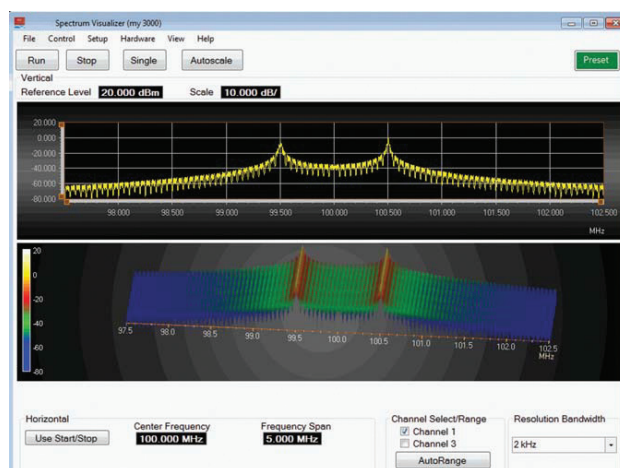 Spectrum Visualizer (my 3000)
File Control Setup Hardware View Help
Run Stop Single Autoscale Preset
Vertical
Reference Level 20.000 dBm Scale 10.000 dB/
20.000
0.000
-20.000
-40.000
-60.000
-80.000
98.000 98.500 99.000 99.500 100.000 100.500 101.000 101.500 102.000 102.500
MHz
20
0
-20
-40
-60
-80
97.5 98.0 98.5 99.0 99.5 100.0 100.5 101.0 101.5 102.0 102.5
MHz
Horizontal
Use Start/Stop
Center Frequency
100.000 MHz
Frequency Span
5.000 MHz
Channel Select/Range
Channel 1
Channel 3
AutoRange
Resolution Bandwidth
2 kHz